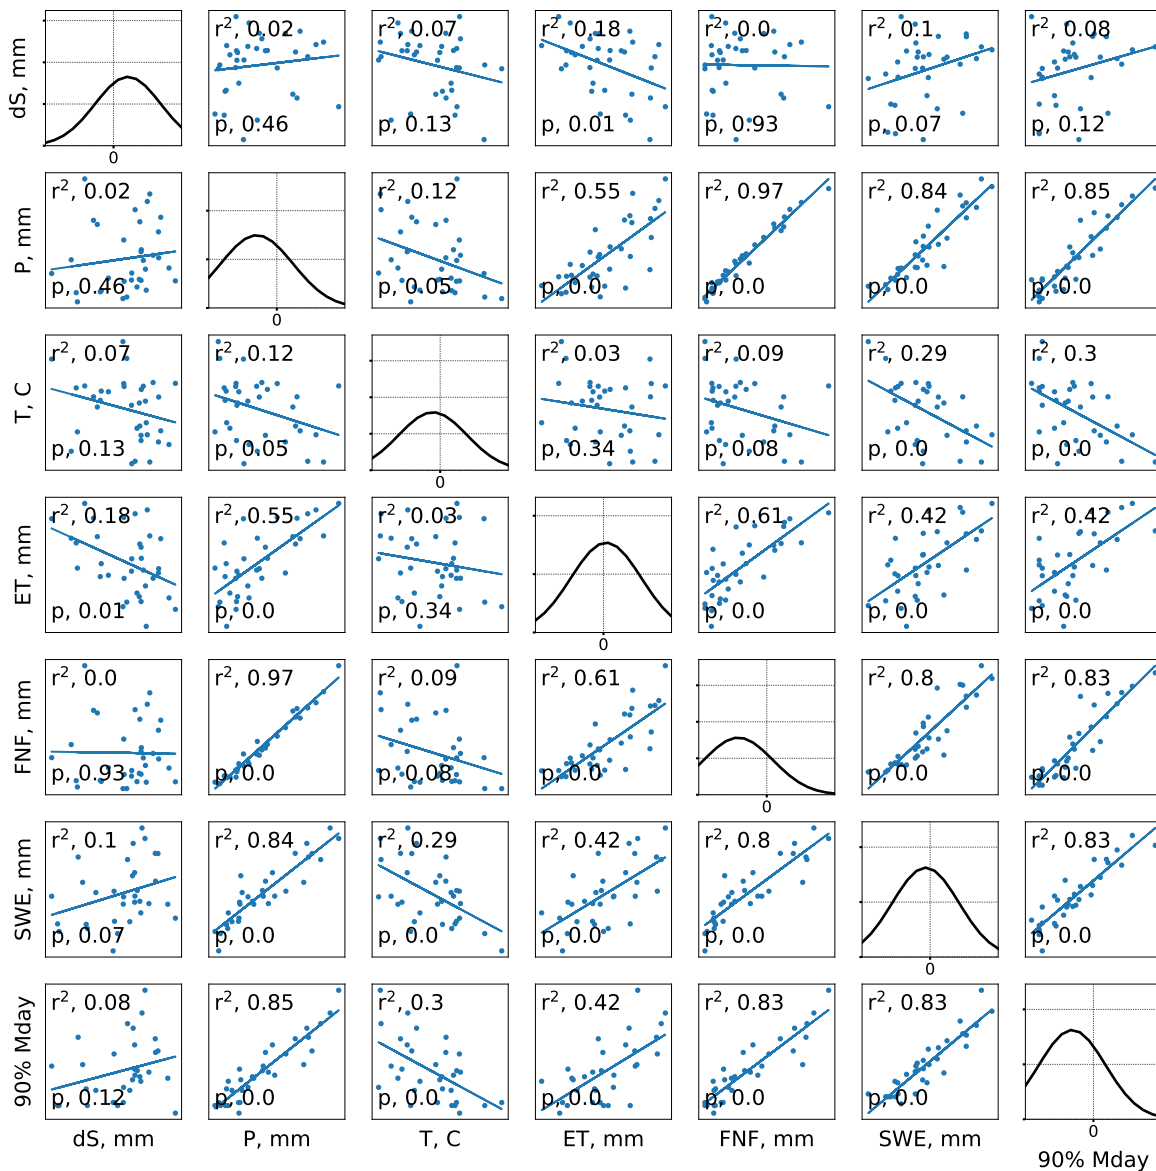 dS, mm
0
r², 0.02
p, 0.46
r², 0.07
p, 0.13
r², 0.18
p, 0.01
r², 0.0
p, 0.93
r², 0.1
p, 0.07
r², 0.08
p, 0.12
P, mm
r², 0.02
p, 0.46
0
r², 0.12
p, 0.05
r², 0.55
p, 0.0
r², 0.97
p, 0.0
r², 0.84
p, 0.0
r², 0.85
p, 0.0
T, C
r², 0.07
p, 0.13
r², 0.12
p, 0.05
0
r², 0.03
p, 0.34
r², 0.09
p, 0.08
r², 0.29
p, 0.0
r², 0.3
p, 0.0
ET, mm
r², 0.18
p, 0.01
r², 0.55
p, 0.0
r², 0.03
p, 0.34
0
r², 0.61
p, 0.0
r², 0.42
p, 0.0
r², 0.42
p, 0.0
FNF, mm
r², 0.0
p, 0.93
r², 0.97
p, 0.0
r², 0.09
p, 0.08
r², 0.61
p, 0.0
0
r², 0.8
p, 0.0
r², 0.83
p, 0.0
SWE, mm
r², 0.1
p, 0.07
r², 0.84
p, 0.0
r², 0.29
p, 0.0
r², 0.42
p, 0.0
r², 0.8
p, 0.0
0
r², 0.83
p, 0.0
90% Mday
r², 0.08
p, 0.12
r², 0.85
p, 0.0
r², 0.3
p, 0.0
r², 0.42
p, 0.0
r², 0.83
p, 0.0
r², 0.83
p, 0.0
0
dS, mm
P, mm
T, C
ET, mm
FNF, mm
SWE, mm
90% Mday